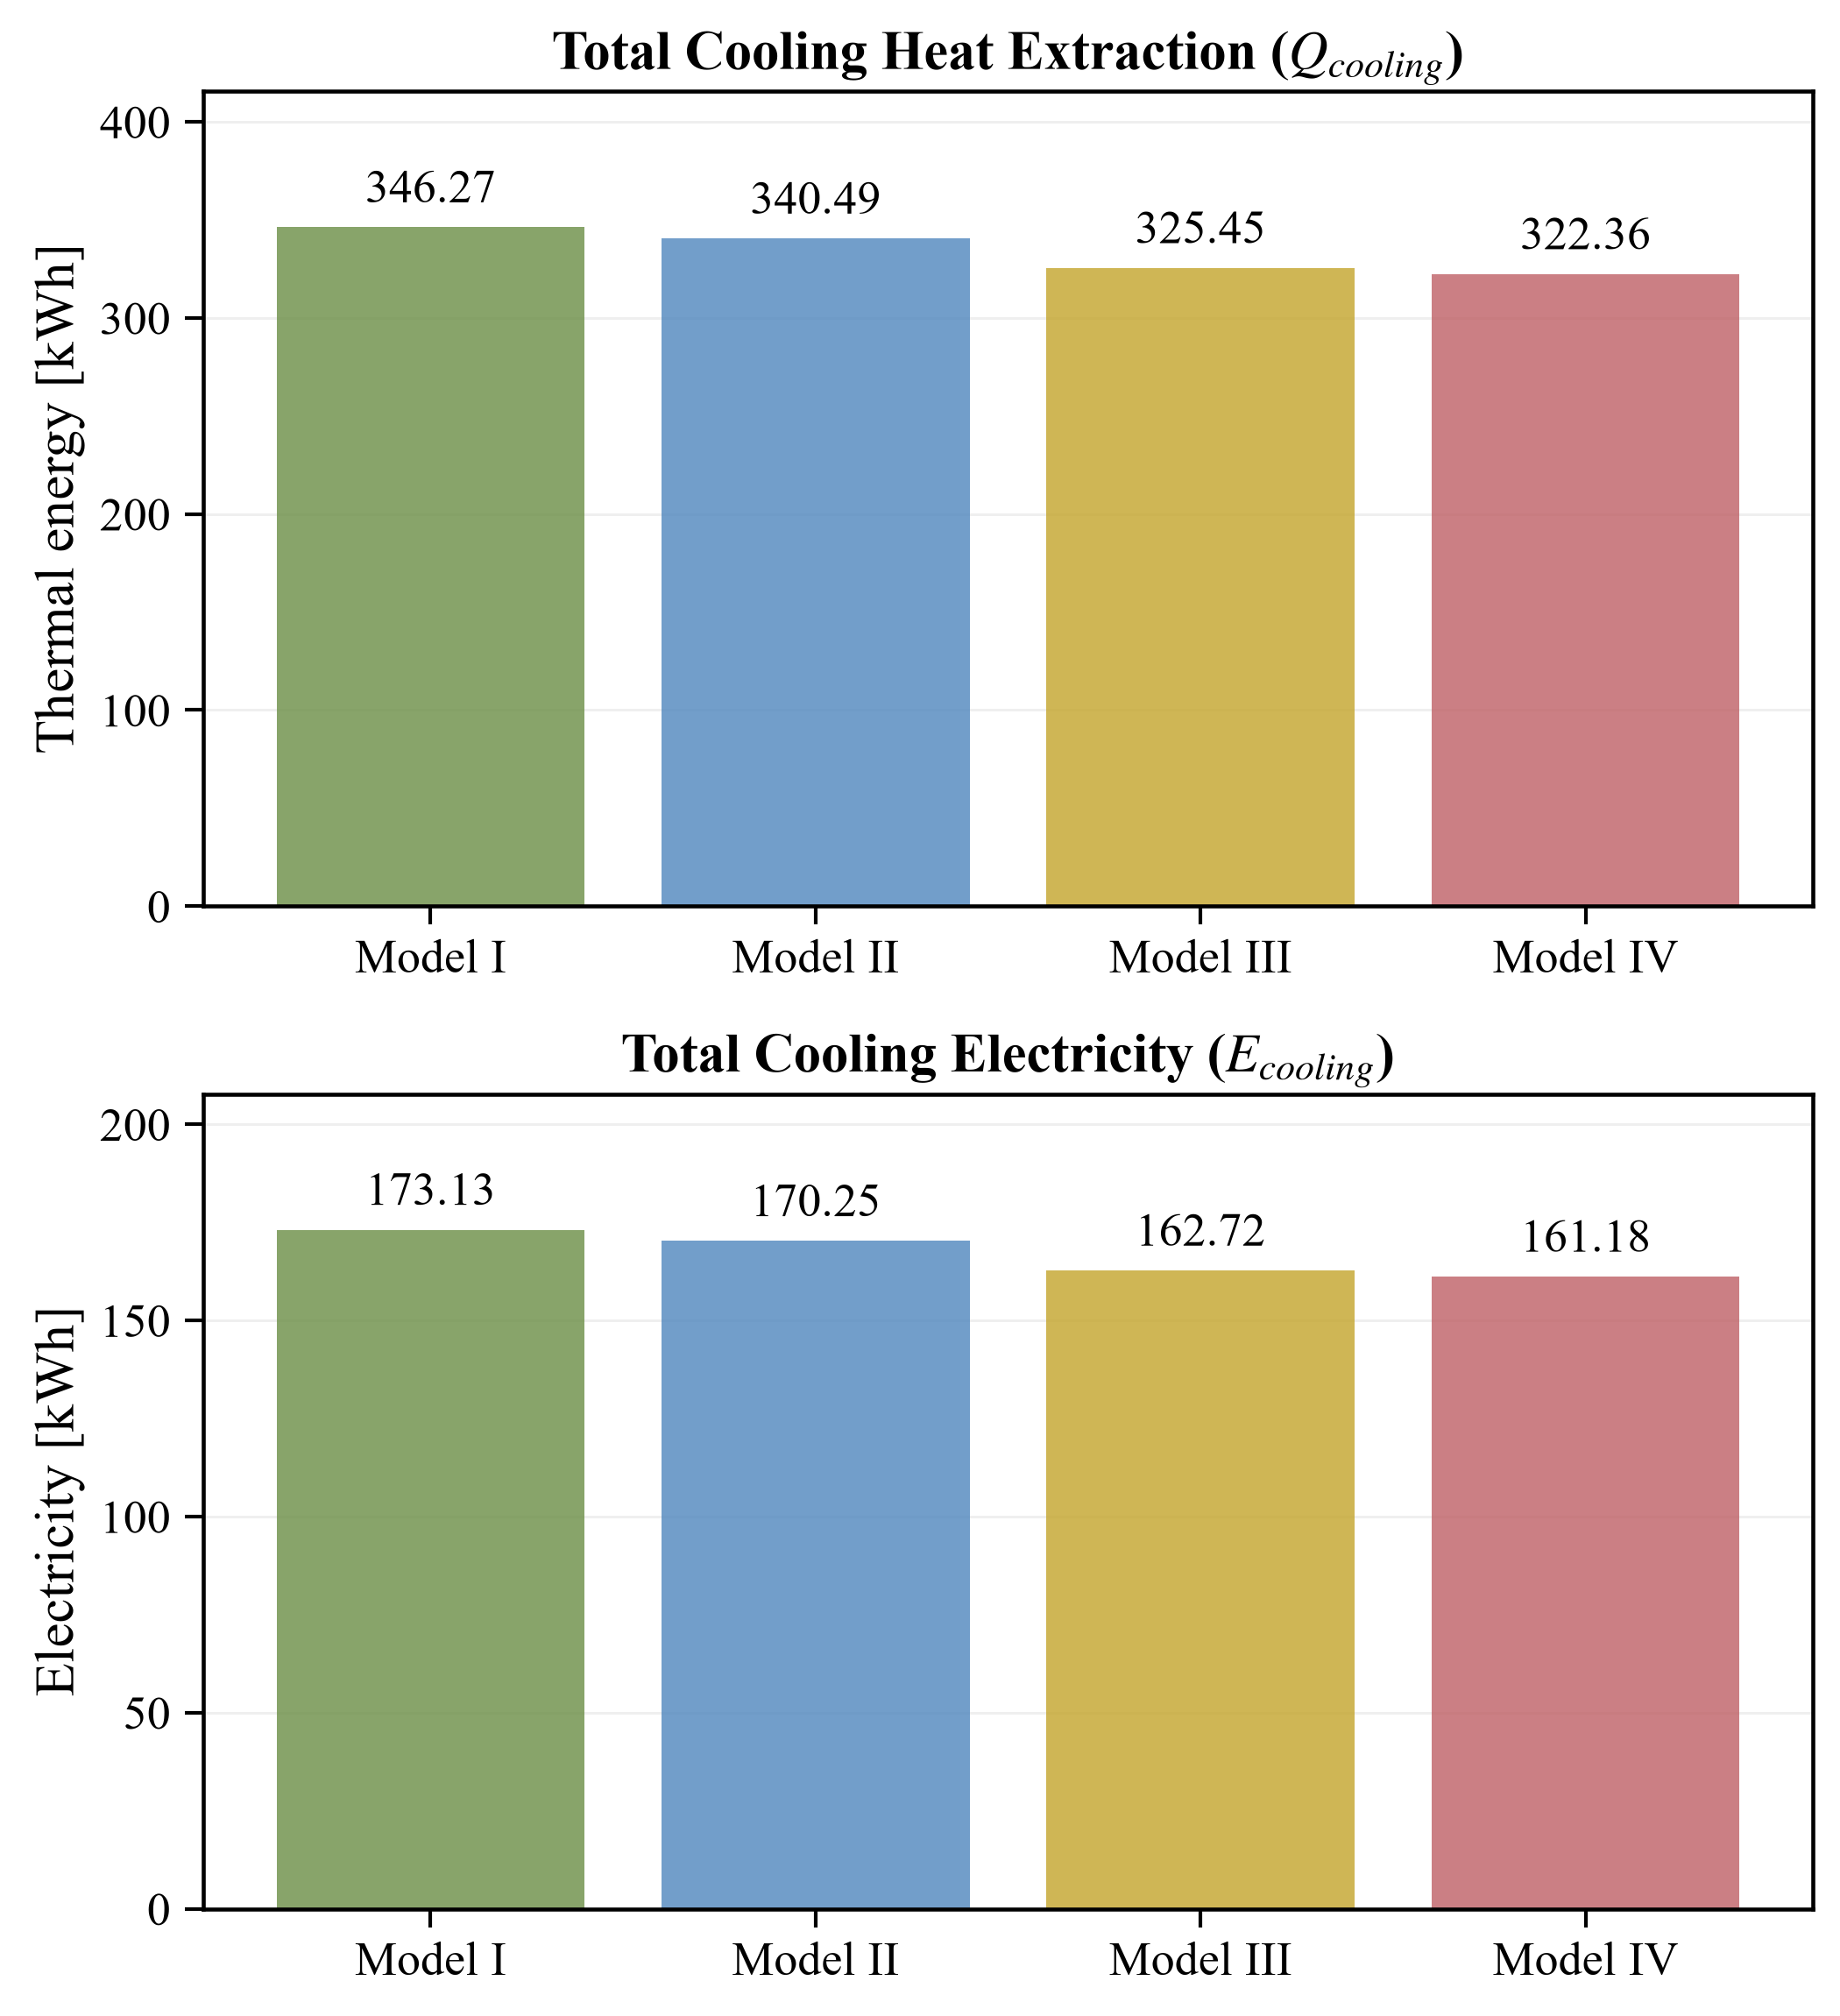 Total Cooling Heat Extraction (Qcooling)
Thermal energy [kWh]
400
300
200
100
0
346.27
340.49
325.45
322.36
Model I
Model II
Model III
Model IV
Total Cooling Electricity (Ecooling)
Electricity [kWh]
200
150
100
50
0
173.13
170.25
162.72
161.18
Model I
Model II
Model III
Model IV